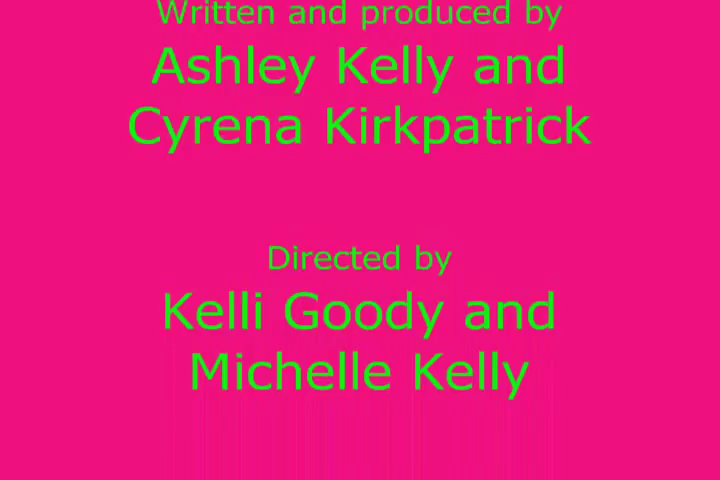 Written and produced by
Ashley Kelly and
Cyrena Kirkpatrick
Directed by
Kelli Goody and
Michelle Kelly